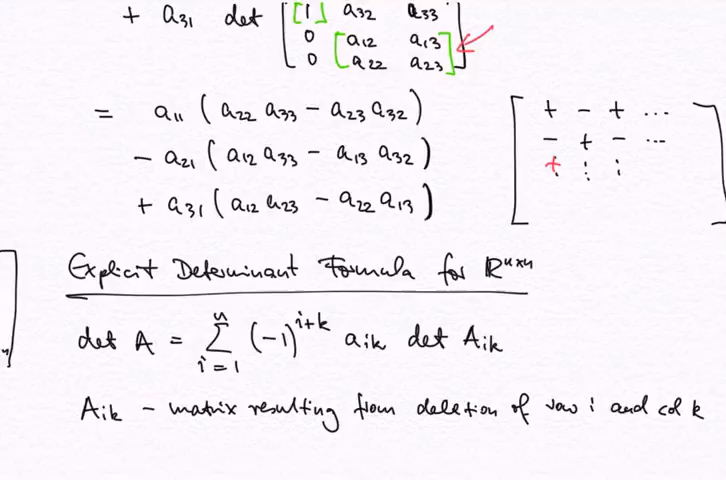 + a31 det [ [1] a32 a33
0 [ a12 a13 ]
0 a22 a23 ]
= a11 ( a22 a33 − a23 a32 )
− a21 ( a12 a33 − a13 a32 )
+ a31 ( a12 a23 − a22 a13 )
[ + − + ...
− + − ...
+ ⋮ ⋮ ]
Explicit Determinant Formula for ℝⁿˣⁿ
det A = Σ_{i=1}^{n} (−1)^{i+k} aik det Aik
Aik − matrix resulting from deletion of row i and col k